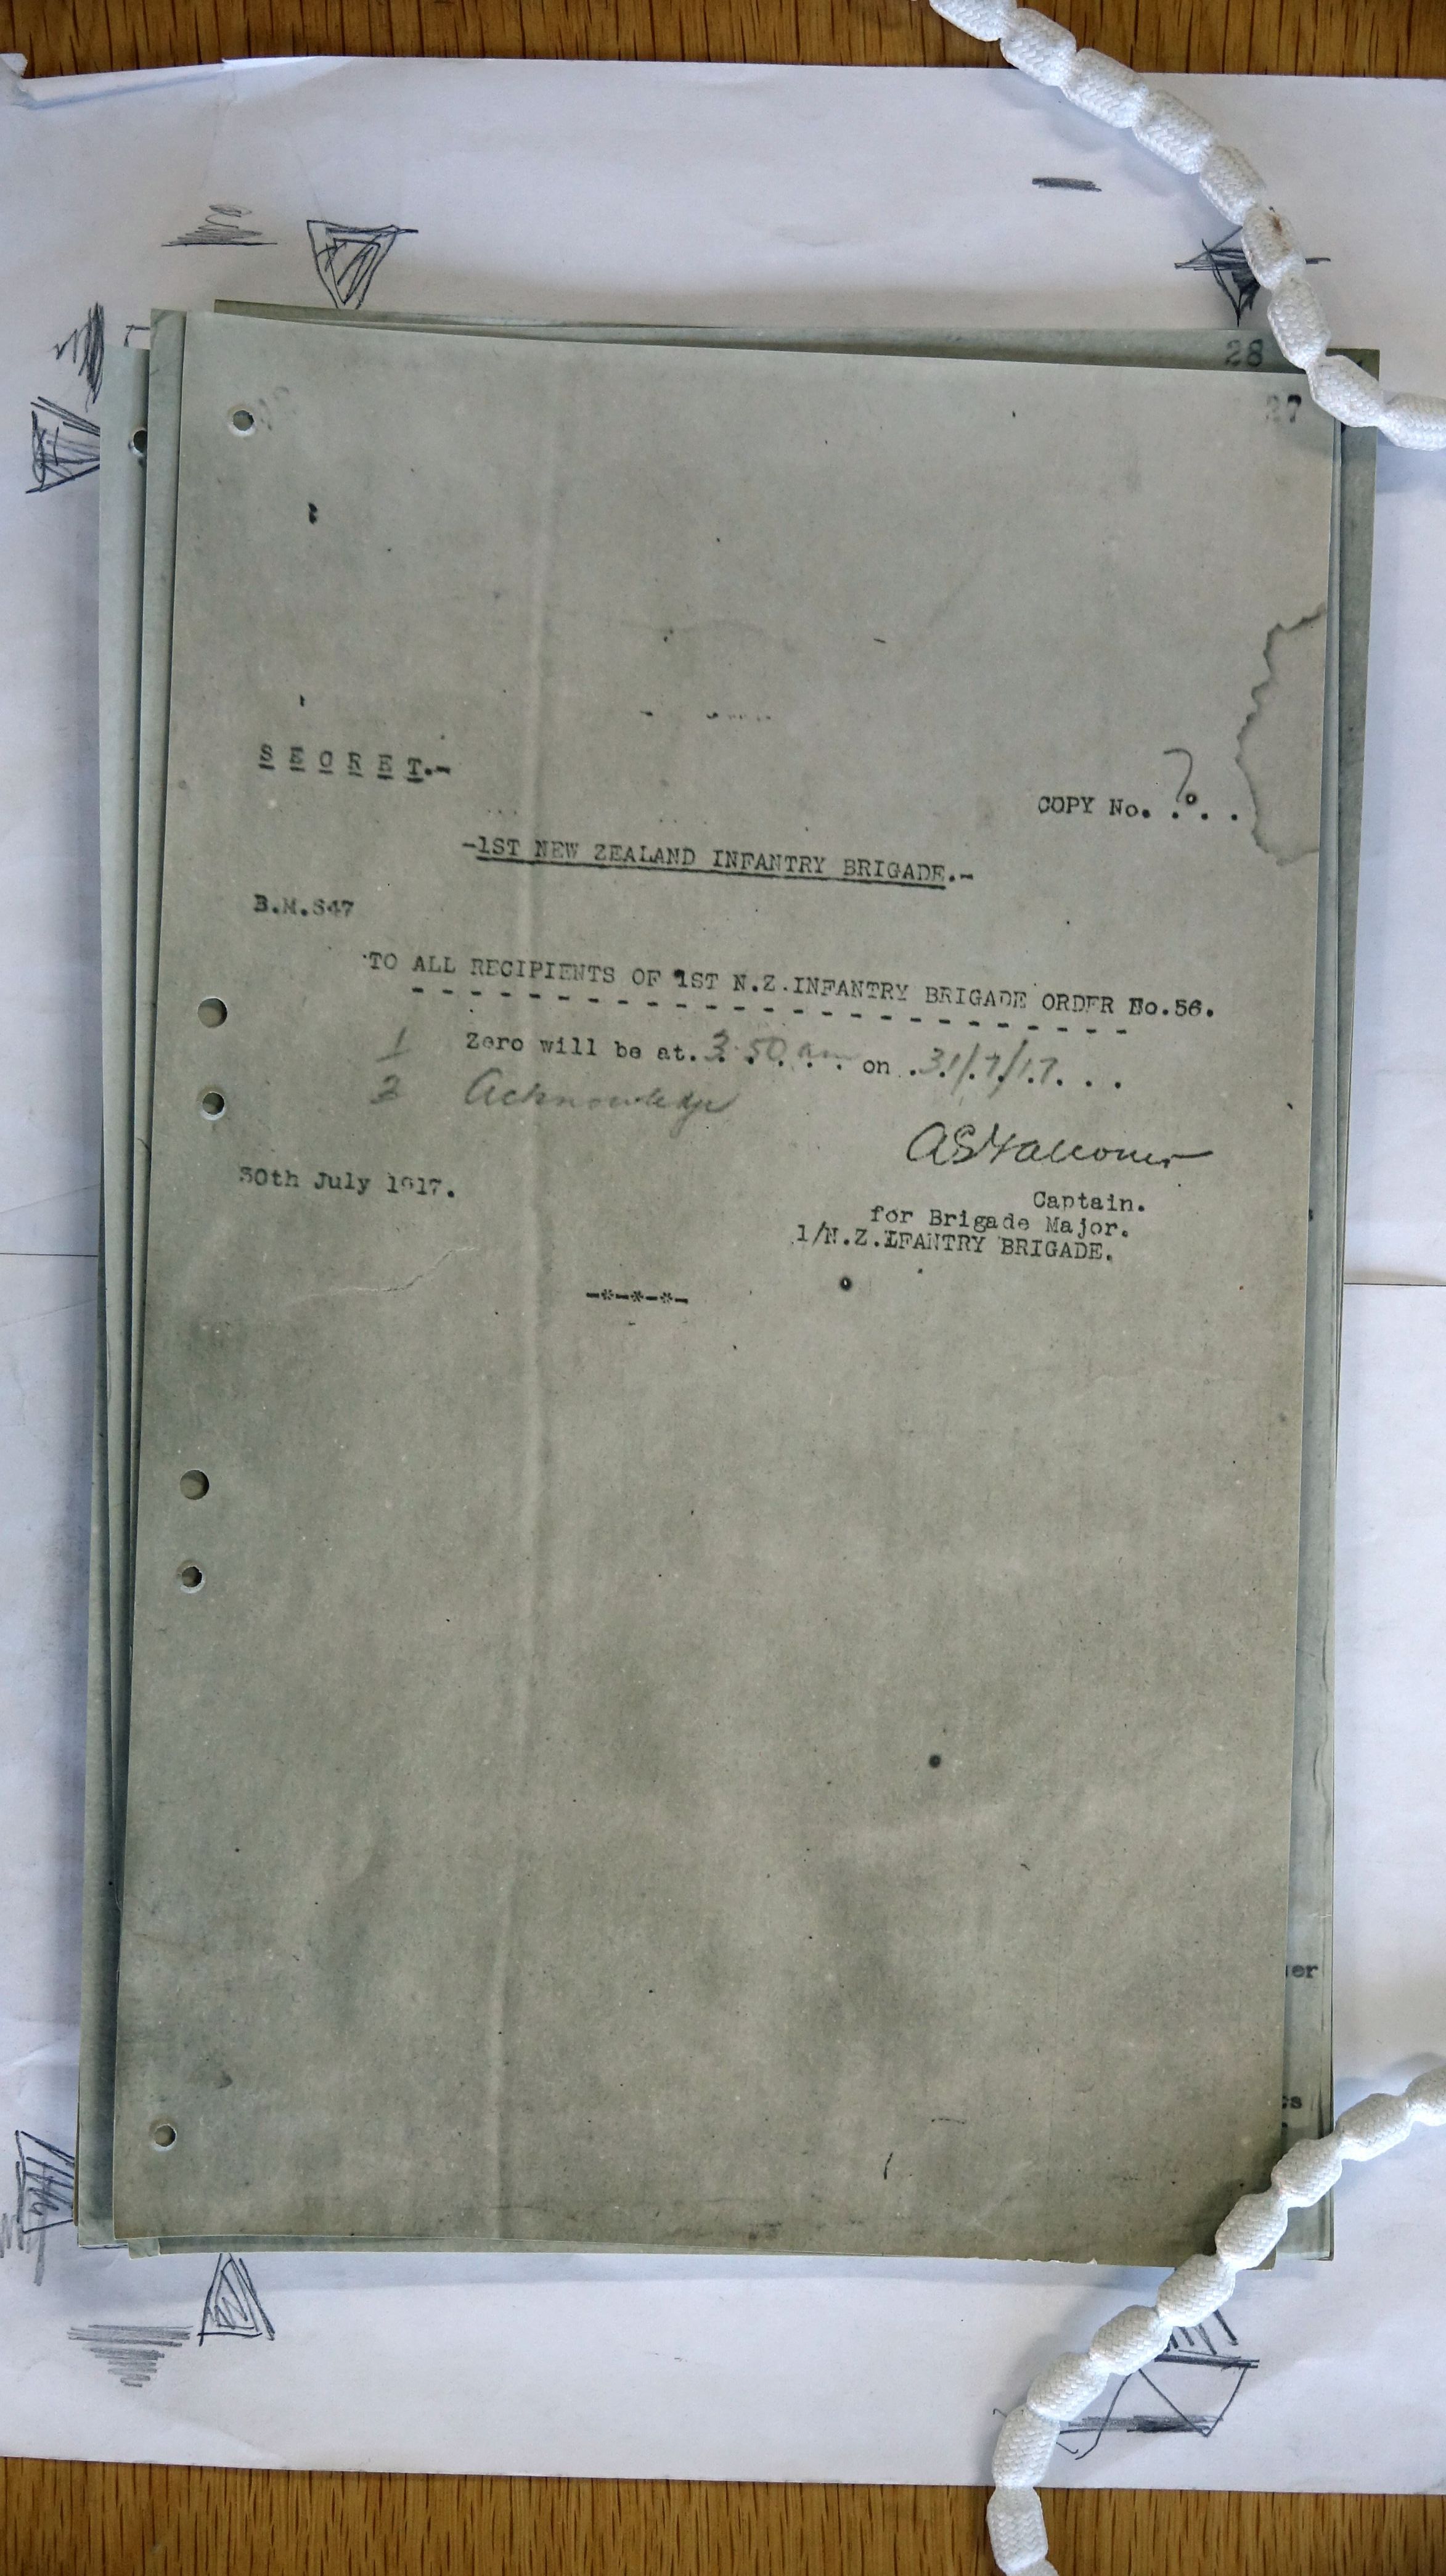 28
27
S E C R E T.-
COPY No. 7...
-1ST NEW ZEALAND INFANTRY BRIGADE.-
B.M.S47
TO ALL RECIPIENTS OF 1ST N.Z.INFANTRY BRIGADE ORDER No.56.
1 Zero will be at. 3.50 am on 31/7/17...
2 Acknowledge
30th July 1917.
Captain.
for Brigade Major.
1/N.Z.IFANTRY BRIGADE.
-*-*-*-
er
s